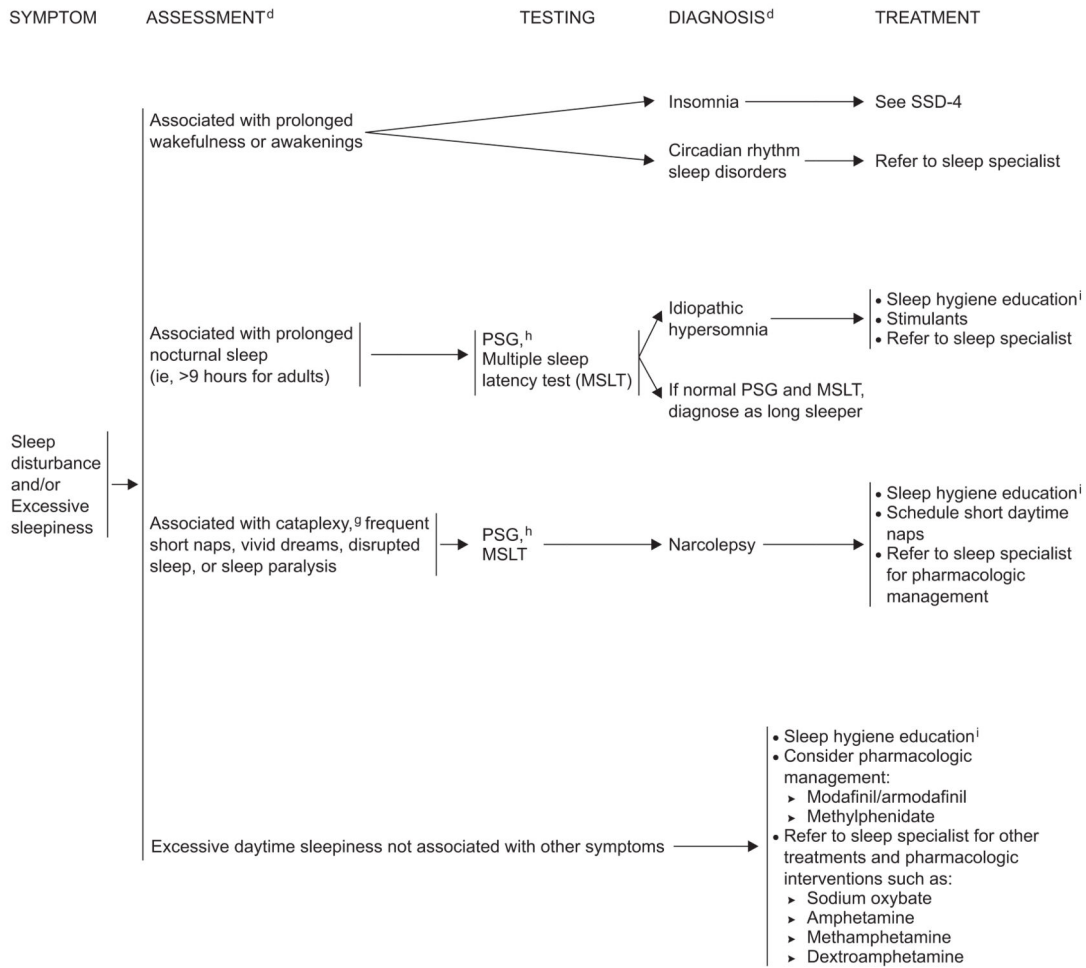 SYMPTOM ASSESSMENTᵈ TESTING DIAGNOSISᵈ TREATMENT
Associated with prolonged
wakefulness or awakenings
Insomnia
See SSD-4
Circadian rhythm
sleep disorders
Refer to sleep specialist
Associated with prolonged
nocturnal sleep
(ie, >9 hours for adults)
PSG,ʰ
Multiple sleep
latency test (MSLT)
Idiopathic
hypersomnia
• Sleep hygiene educationⁱ
• Stimulants
• Refer to sleep specialist
If normal PSG and MSLT,
diagnose as long sleeper
Sleep
disturbance
and/or
Excessive
sleepiness
Associated with cataplexy,ᵍ frequent
short naps, vivid dreams, disrupted
sleep, or sleep paralysis
PSG,ʰ
MSLT
Narcolepsy
• Sleep hygiene educationⁱ
• Schedule short daytime
naps
• Refer to sleep specialist
for pharmacologic
management
Excessive daytime sleepiness not associated with other symptoms
• Sleep hygiene educationⁱ
• Consider pharmacologic
management:
➤ Modafinil/armodafinil
➤ Methylphenidate
• Refer to sleep specialist for other
treatments and pharmacologic
interventions such as:
➤ Sodium oxybate
➤ Amphetamine
➤ Methamphetamine
➤ Dextroamphetamine